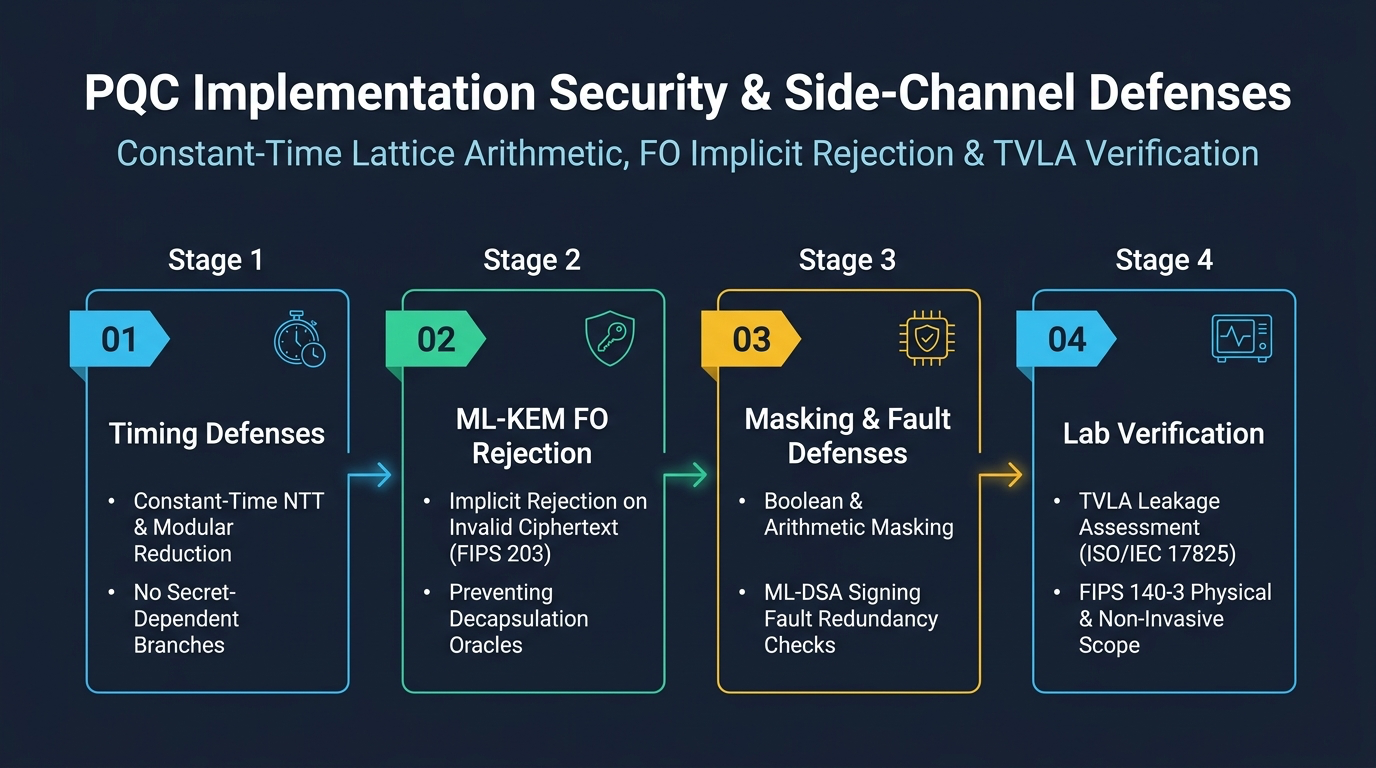 PQC Implementation Security & Side-Channel Defenses
Constant-Time Lattice Arithmetic, FO Implicit Rejection & TVLA Verification
Stage 1
01
Timing Defenses
• Constant-Time NTT
& Modular
Reduction
• No Secret-
Dependent
Branches
Stage 2
02
ML-KEM FO
Rejection
• Implicit Rejection on
Invalid Ciphertext
(FIPS 203)
• Preventing
Decapsulation
Oracles
Stage 3
03
Masking & Fault
Defenses
• Boolean &
Arithmetic Masking
• ML-DSA Signing
Fault Redundancy
Checks
Stage 4
04
Lab Verification
• TVLA Leakage
Assessment
(ISO/IEC 17825)
• FIPS 140-3 Physical
& Non-Invasive
Scope